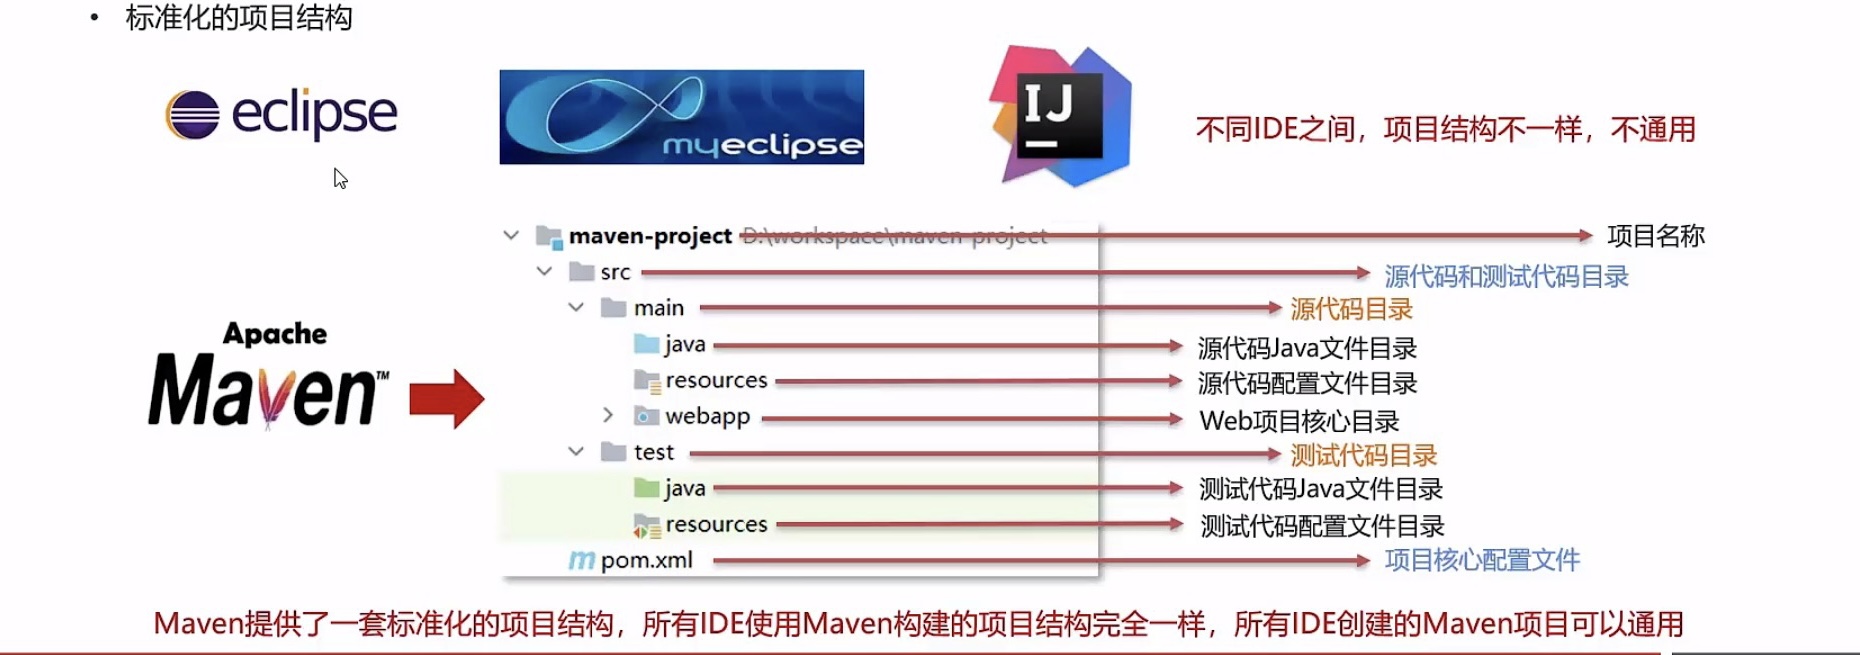 • 标准化的项目结构
eclipse
myeclipse
IJ
不同IDE之间，项目结构不一样，不通用
maven-project D:\workspace\maven-project
项目名称
src
源代码和测试代码目录
main
源代码目录
java
源代码Java文件目录
resources
源代码配置文件目录
webapp
Web项目核心目录
test
测试代码目录
java
测试代码Java文件目录
resources
测试代码配置文件目录
pom.xml
项目核心配置文件
Apache
Maven™
Maven提供了一套标准化的项目结构，所有IDE使用Maven构建的项目结构完全一样，所有IDE创建的Maven项目可以通用